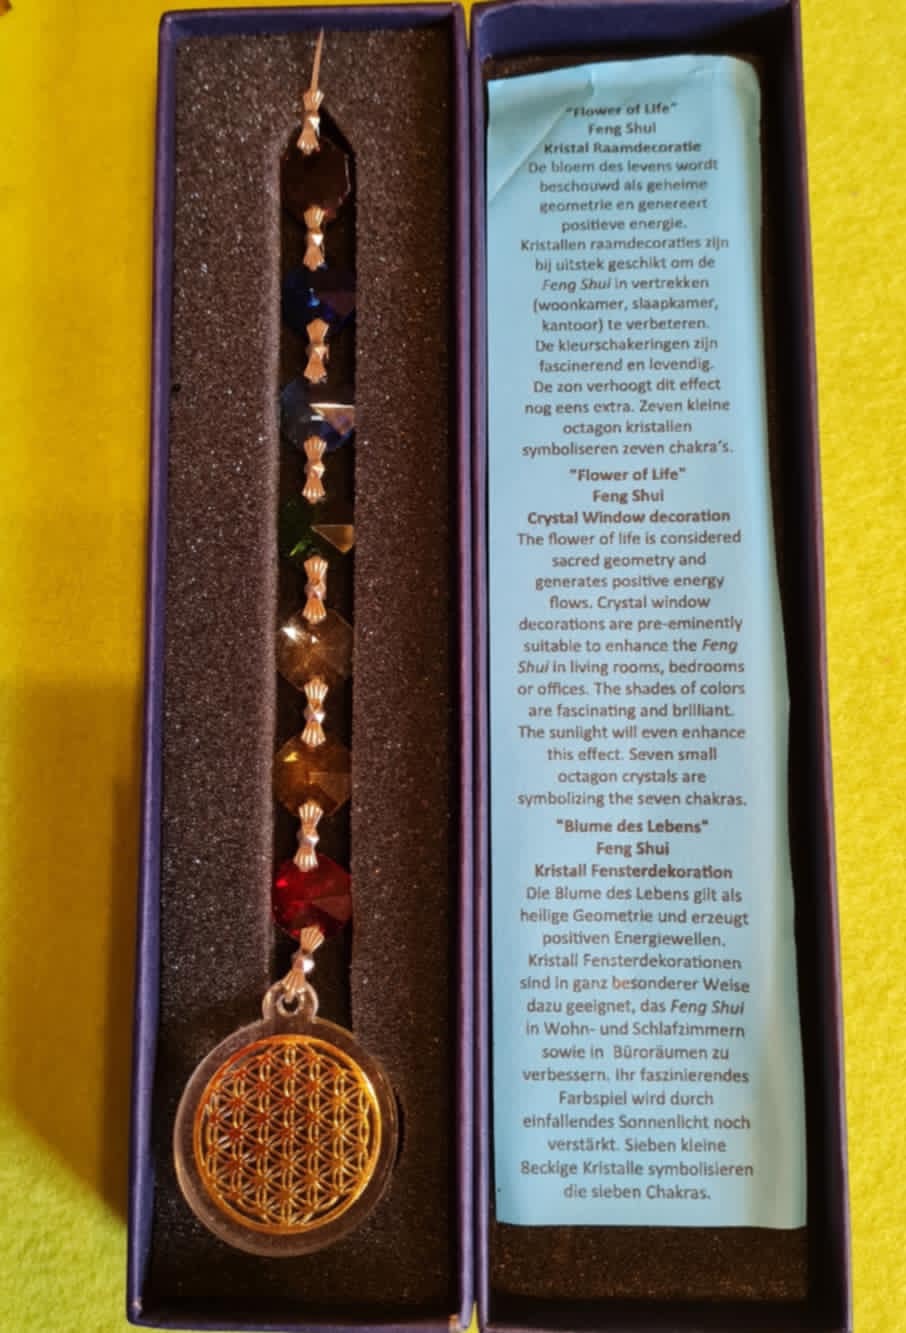 "Flower of Life"
Feng Shui
Kristal Raamdecoratie
De bloem des levens wordt
beschouwd als geheime
geometrie en genereert
positieve energie.
Kristallen raamdecoraties zijn
bij uitstek geschikt om de
Feng Shui in vertrekken
(woonkamer, slaapkamer,
kantoor) te verbeteren.
De kleurschakeringen zijn
fascinerend en levendig.
De zon verhoogt dit effect
nog eens extra. Zeven kleine
octagon kristallen
symboliseren zeven chakra's.
"Flower of Life"
Feng Shui
Crystal Window decoration
The flower of life is considered
sacred geometry and
generates positive energy
flows. Crystal window
decorations are pre-eminently
suitable to enhance the Feng
Shui in living rooms, bedrooms
or offices. The shades of colors
are fascinating and brilliant.
The sunlight will even enhance
this effect. Seven small
octagon crystals are
symbolizing the seven chakras.
"Blume des Lebens"
Feng Shui
Kristall Fensterdekoration
Die Blume des Lebens gilt als
heilige Geometrie und erzeugt
positiven Energiewellen.
Kristall Fensterdekorationen
sind in ganz besonderer Weise
dazu geeignet, das Feng Shui
in Wohn- und Schlafzimmern
sowie in Büroräumen zu
verbessern. Ihr faszinierendes
Farbspiel wird durch
einfallendes Sonnenlicht noch
verstärkt. Sieben kleine
8eckige Kristalle symbolisieren
die sieben Chakras.